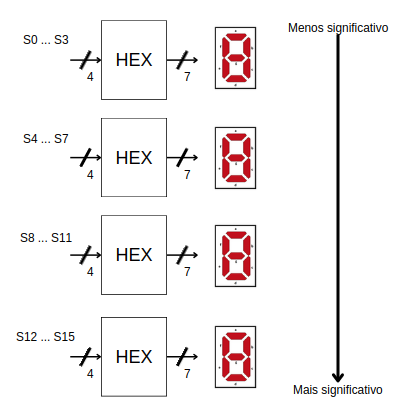 Menos significativo
S0 ... S3
HEX
4
7
S4 ... S7
HEX
4
7
S8 ... S11
HEX
4
7
S12 ... S15
HEX
4
7
Mais significativo